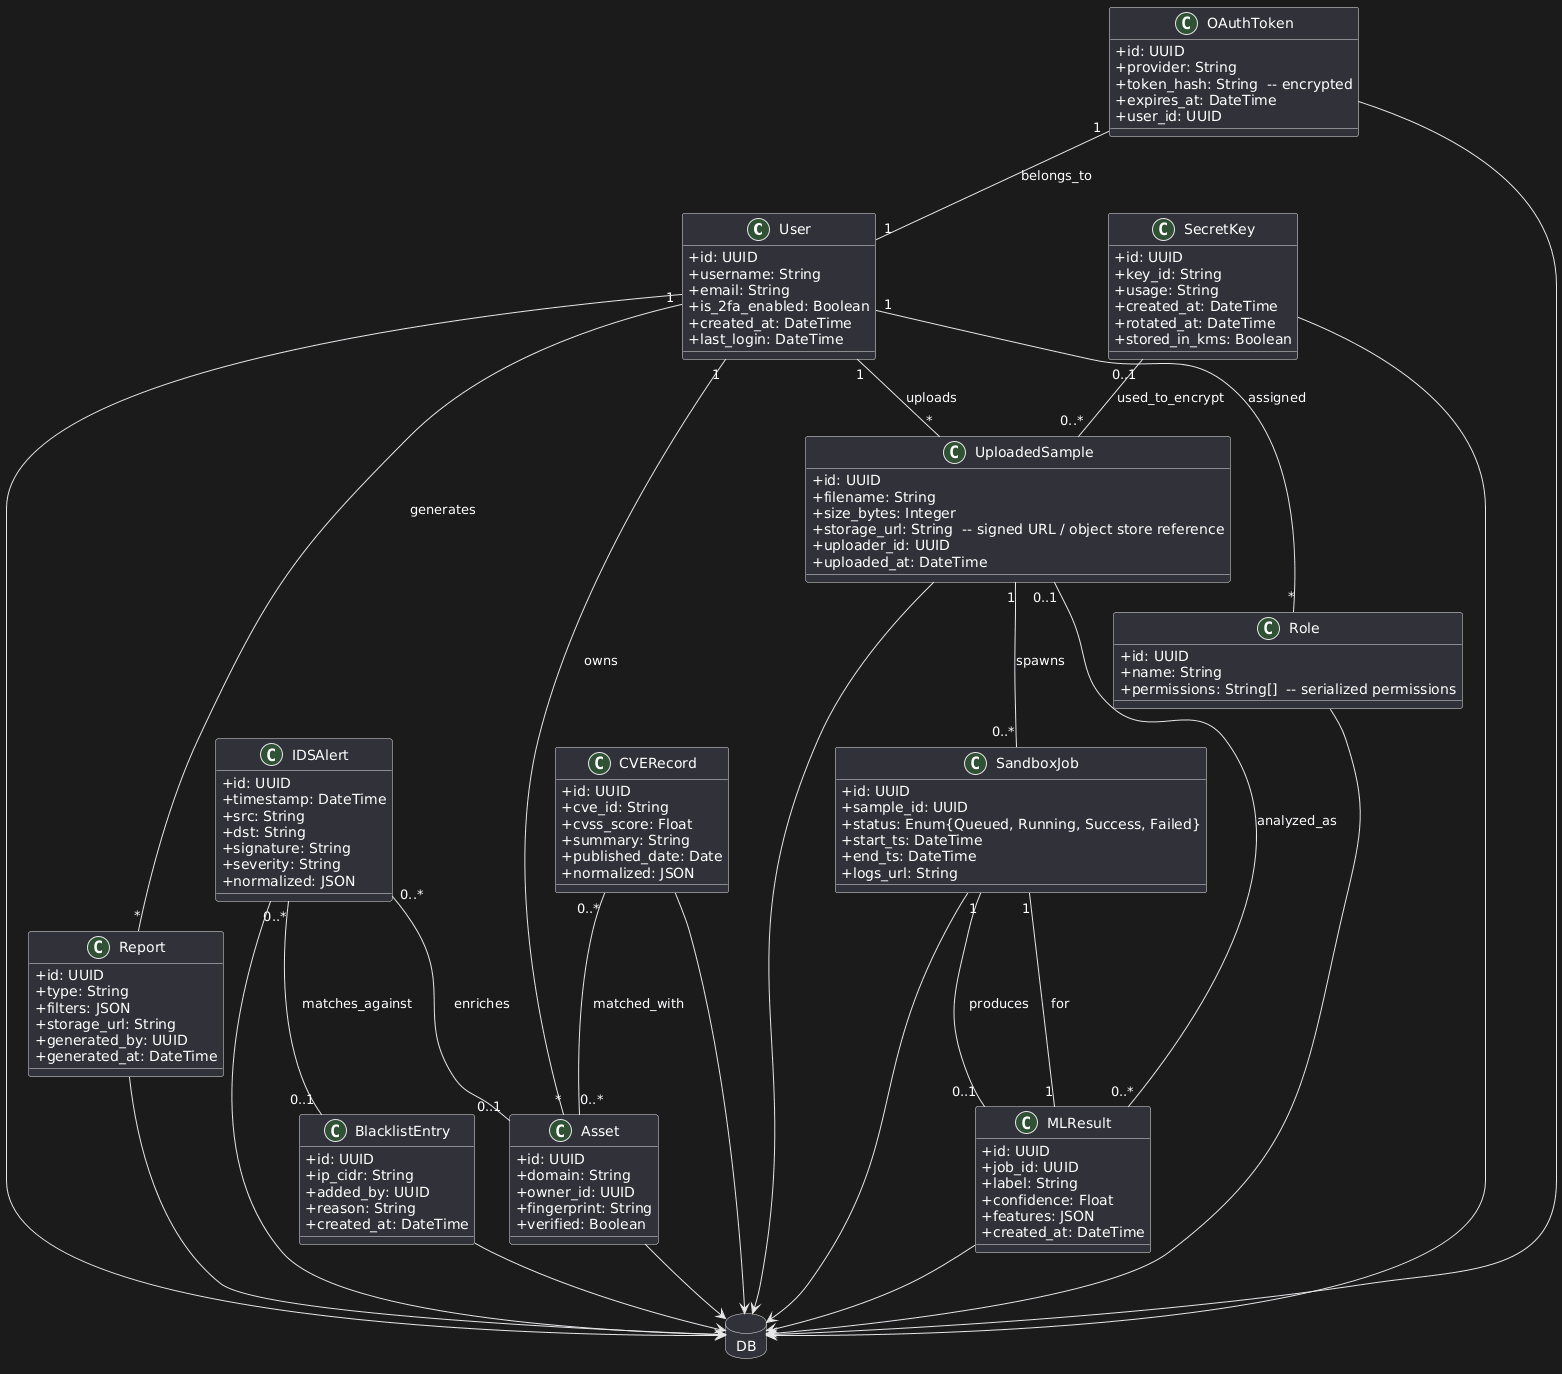 C OAuthToken
+id: UUID
+provider: String
+token_hash: String -- encrypted
+expires_at: DateTime
+user_id: UUID
1
belongs_to
1
C User
+id: UUID
+username: String
+email: String
+is_2fa_enabled: Boolean
+created_at: DateTime
+last_login: DateTime
C SecretKey
+id: UUID
+key_id: String
+usage: String
+created_at: DateTime
+rotated_at: DateTime
+stored_in_kms: Boolean
1
1
1
1
0..1
uploads
used_to_encrypt
assigned
*
0..*
C UploadedSample
+id: UUID
+filename: String
+size_bytes: Integer
+storage_url: String -- signed URL / object store reference
+uploader_id: UUID
+uploaded_at: DateTime
generates
1
0..1
*
C Role
+id: UUID
+name: String
+permissions: String[] -- serialized permissions
owns
spawns
0..*
C IDSAlert
+id: UUID
+timestamp: DateTime
+src: String
+dst: String
+signature: String
+severity: String
+normalized: JSON
C CVERecord
+id: UUID
+cve_id: String
+cvss_score: Float
+summary: String
+published_date: Date
+normalized: JSON
C SandboxJob
+id: UUID
+sample_id: UUID
+status: Enum{Queued, Running, Success, Failed}
+start_ts: DateTime
+end_ts: DateTime
+logs_url: String
analyzed_as
*
0..*
0..*
0..*
1
1
C Report
+id: UUID
+type: String
+filters: JSON
+storage_url: String
+generated_by: UUID
+generated_at: DateTime
matches_against
enriches
matched_with
produces
for
0..1
0..1
*
0..*
0..1
1
0..*
C BlacklistEntry
+id: UUID
+ip_cidr: String
+added_by: UUID
+reason: String
+created_at: DateTime
C Asset
+id: UUID
+domain: String
+owner_id: UUID
+fingerprint: String
+verified: Boolean
C MLResult
+id: UUID
+job_id: UUID
+label: String
+confidence: Float
+features: JSON
+created_at: DateTime
DB